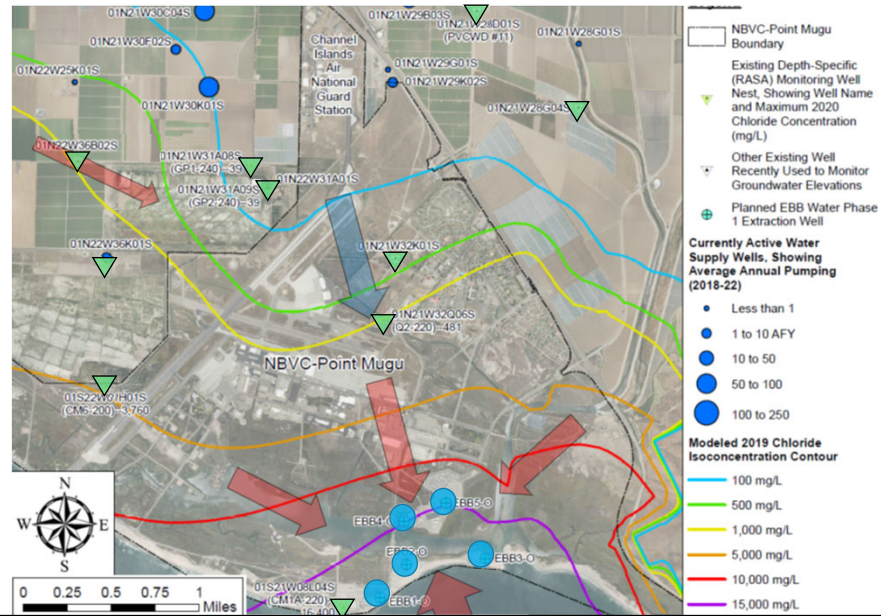 01N21W30C04S
01N21W29B03S
01N21W28D01S
(PVCWD #11)
01N21W28G01S
01N21W30F02S
Channel
Islands
Air
National
Guard
Station
01N21W29G01S
01N22W25K01S
01N21W29K02S
01N21W30K01S
01N21W28G04S
01N22W36B02S
01N21W31A08S
(GP1-240)–39
01N22W31A01S
01N21W31A09S
(GP2-240)–39
01N22W36K01S
01N21W32K01S
01N21W32Q06S
(Q2-220)–481
NBVC-Point Mugu
01S22W01H01S
(CM6-200)–3,760
EBB5-O
EBB4-O
EBB3-O
EBB1-O
01S21W08L04S
(CM1A-220)
16,400
N
W
E
S
0 0.25 0.5 0.75 1
Miles
NBVC-Point Mugu
Boundary
Existing Depth-Specific
(RASA) Monitoring Well
Nest, Showing Well Name
and Maximum 2020
Chloride Concentration
(mg/L)
Other Existing Well
Recently Used to Monitor
Groundwater Elevations
Planned EBB Water Phase
1 Extraction Well
Currently Active Water
Supply Wells, Showing
Average Annual Pumping
(2018-22)
Less than 1
1 to 10 AFY
10 to 50
50 to 100
100 to 250
Modeled 2019 Chloride
Isoconcentration Contour
100 mg/L
500 mg/L
1,000 mg/L
5,000 mg/L
10,000 mg/L
15,000 mg/L